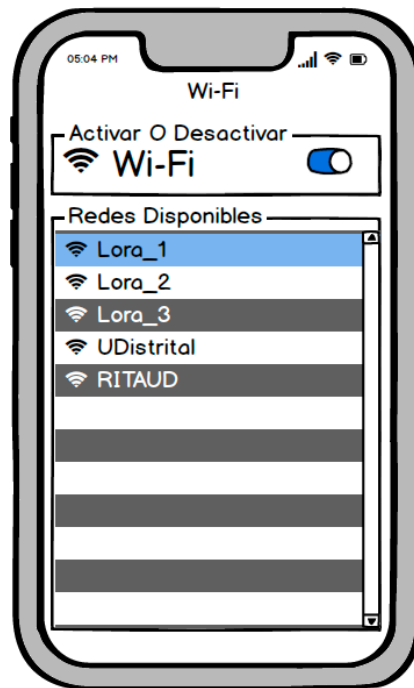 05:04 PM
Wi-Fi
Activar O Desactivar
Wi-Fi
Redes Disponibles
Lora_1
Lora_2
Lora_3
UDistrital
RITAUD